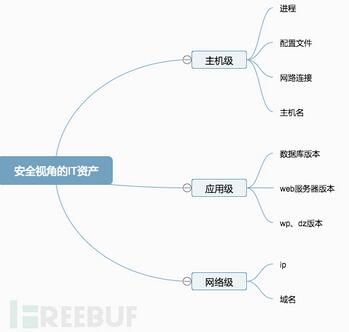 安全视角的IT资产
主机级
进程
配置文件
网路连接
主机名
应用级
数据库版本
web服务器版本
wp、dz版本
网络级
ip
域名
FREEBUF